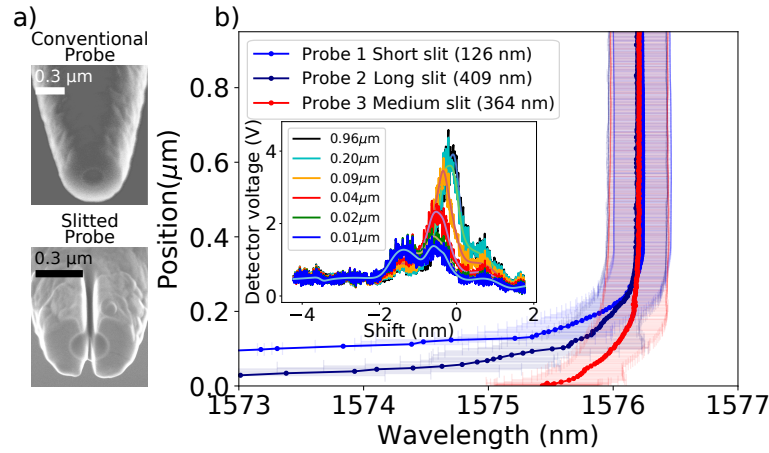 a)
Conventional
Probe
0.3 μm
Slitted
Probe
0.3 μm
b)
Position(μm)
0.8
0.6
0.4
0.2
0.0
Probe 1 Short slit (126 nm)
Probe 2 Long slit (409 nm)
Probe 3 Medium slit (364 nm)
Detector voltage (V)
4
2
0
0.96μm
0.20μm
0.09μm
0.04μm
0.02μm
0.01μm
−4 −2 0 2
Shift (nm)
1573 1574 1575 1576 1577
Wavelength (nm)